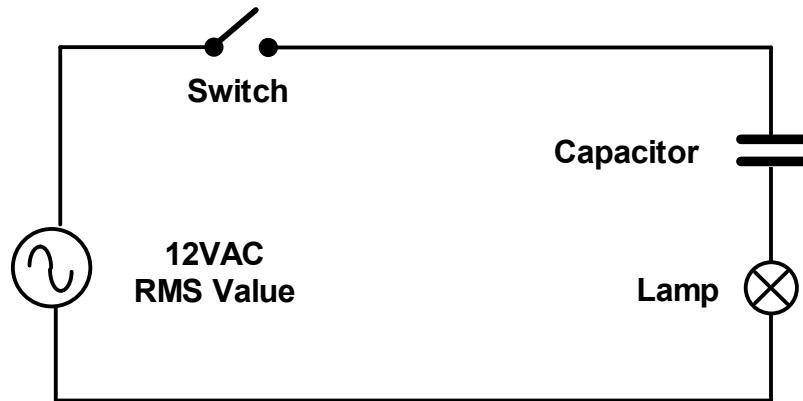 Switch
Capacitor
12VAC
RMS Value
Lamp